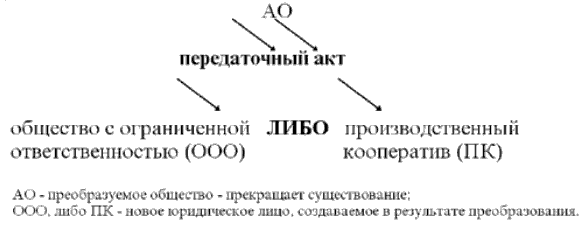 АО
передаточный акт
общество с ограниченной ЛИБО производственный
ответственностью (ООО) кооператив (ПК)
АО - преобразуемое общество - прекращает существование;
ООО, либо ПК - новое юридическое лицо, создаваемое в результате преобразования.